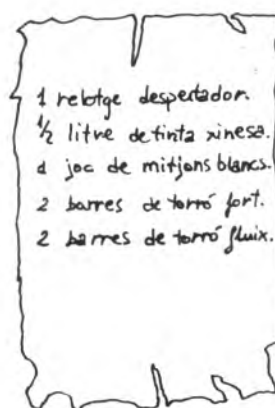 1 relotge despertador.
1/2 litre de tinta xinesa.
1 joc de mitjons blancs.
2 barres de torró fort.
2 barres de torró fluix.